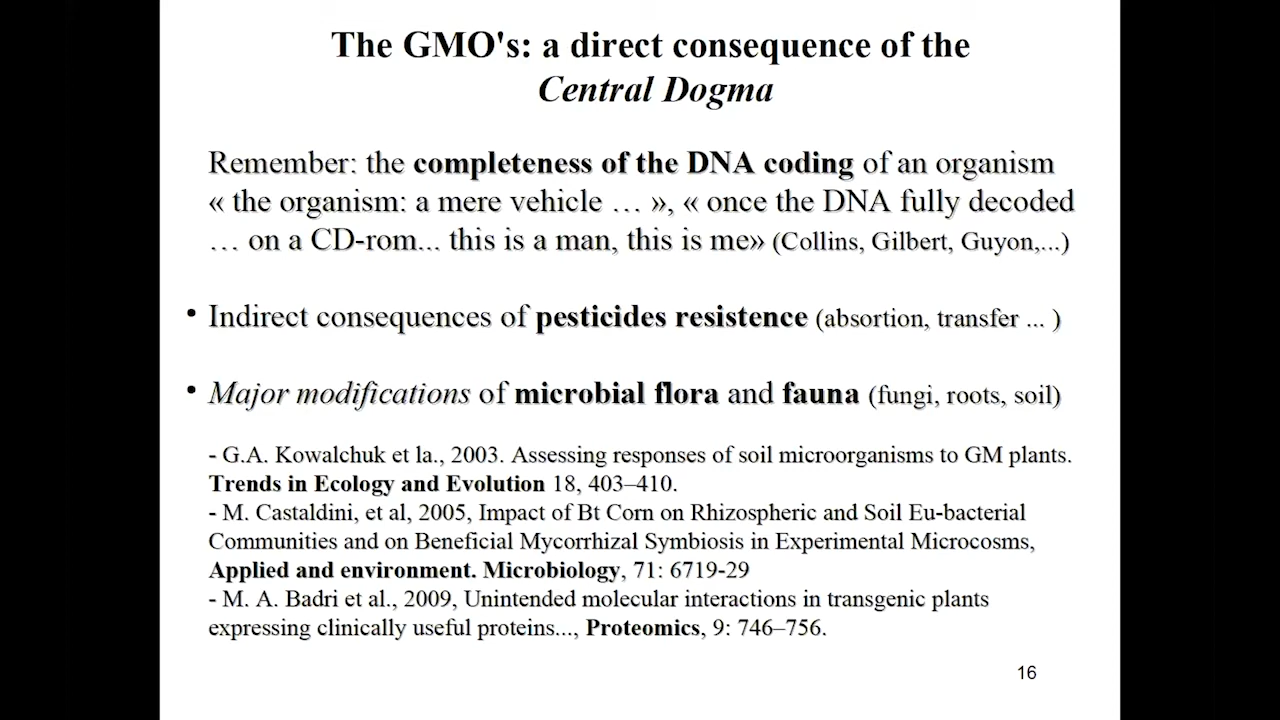 The GMO's: a direct consequence of the
Central Dogma
Remember: the completeness of the DNA coding of an organism
« the organism: a mere vehicle … », « once the DNA fully decoded
… on a CD-rom... this is a man, this is me» (Collins, Gilbert, Guyon,...)
• Indirect consequences of pesticides resistence (absortion, transfer ... )
• Major modifications of microbial flora and fauna (fungi, roots, soil)
- G.A. Kowalchuk et la., 2003. Assessing responses of soil microorganisms to GM plants.
Trends in Ecology and Evolution 18, 403–410.
- M. Castaldini, et al, 2005, Impact of Bt Corn on Rhizospheric and Soil Eu-bacterial
Communities and on Beneficial Mycorrhizal Symbiosis in Experimental Microcosms,
Applied and environment. Microbiology, 71: 6719-29
- M. A. Badri et al., 2009, Unintended molecular interactions in transgenic plants
expressing clinically useful proteins..., Proteomics, 9: 746–756.
16